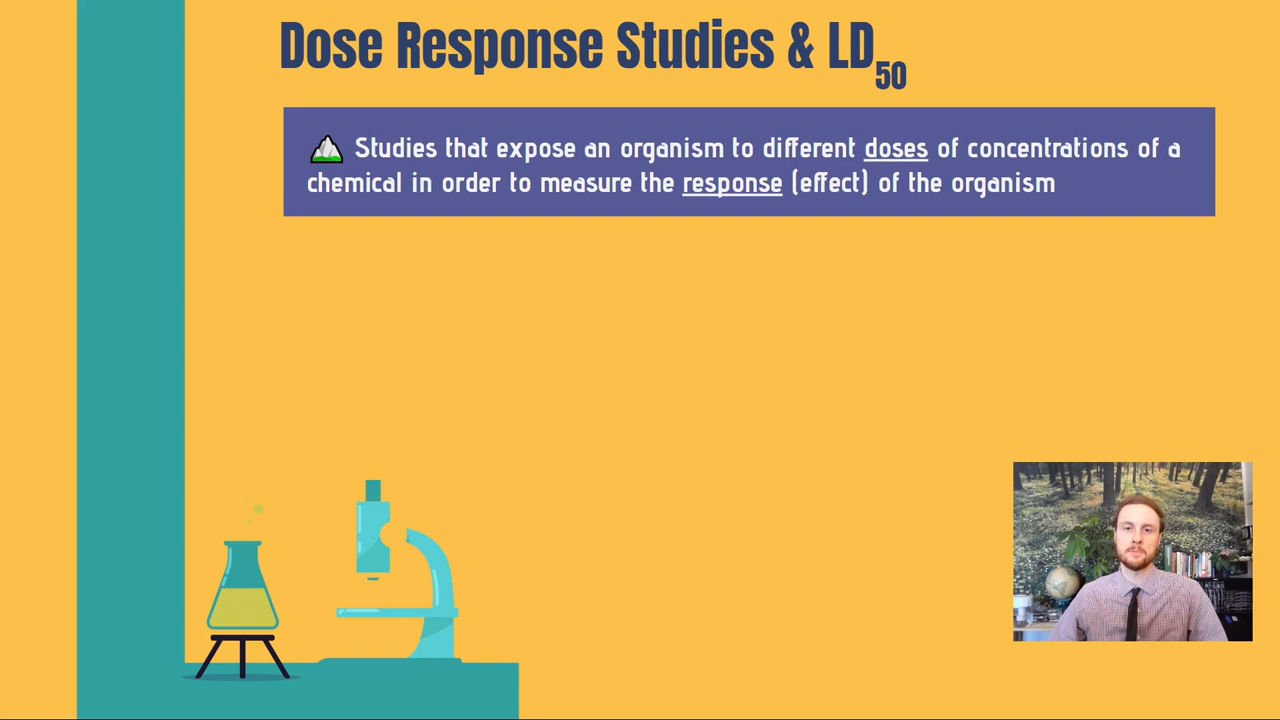 Dose Response Studies & LD50
Studies that expose an organism to different doses of concentrations of a
chemical in order to measure the response (effect) of the organism